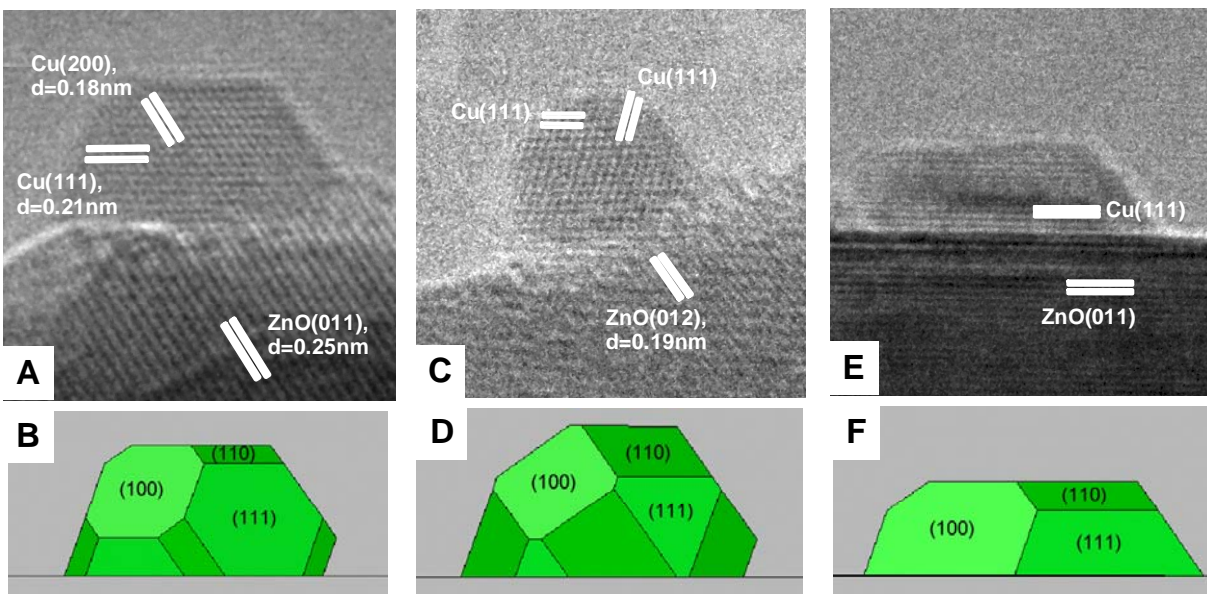 Cu(200),
d=0.18nm
Cu(111),
d=0.21nm
ZnO(011),
d=0.25nm
A
Cu(111)
Cu(111)
ZnO(012),
d=0.19nm
C
Cu(111)
ZnO(011)
E
B
(110)
(100)
(111)
D
(110)
(100)
(111)
F
(110)
(100)
(111)